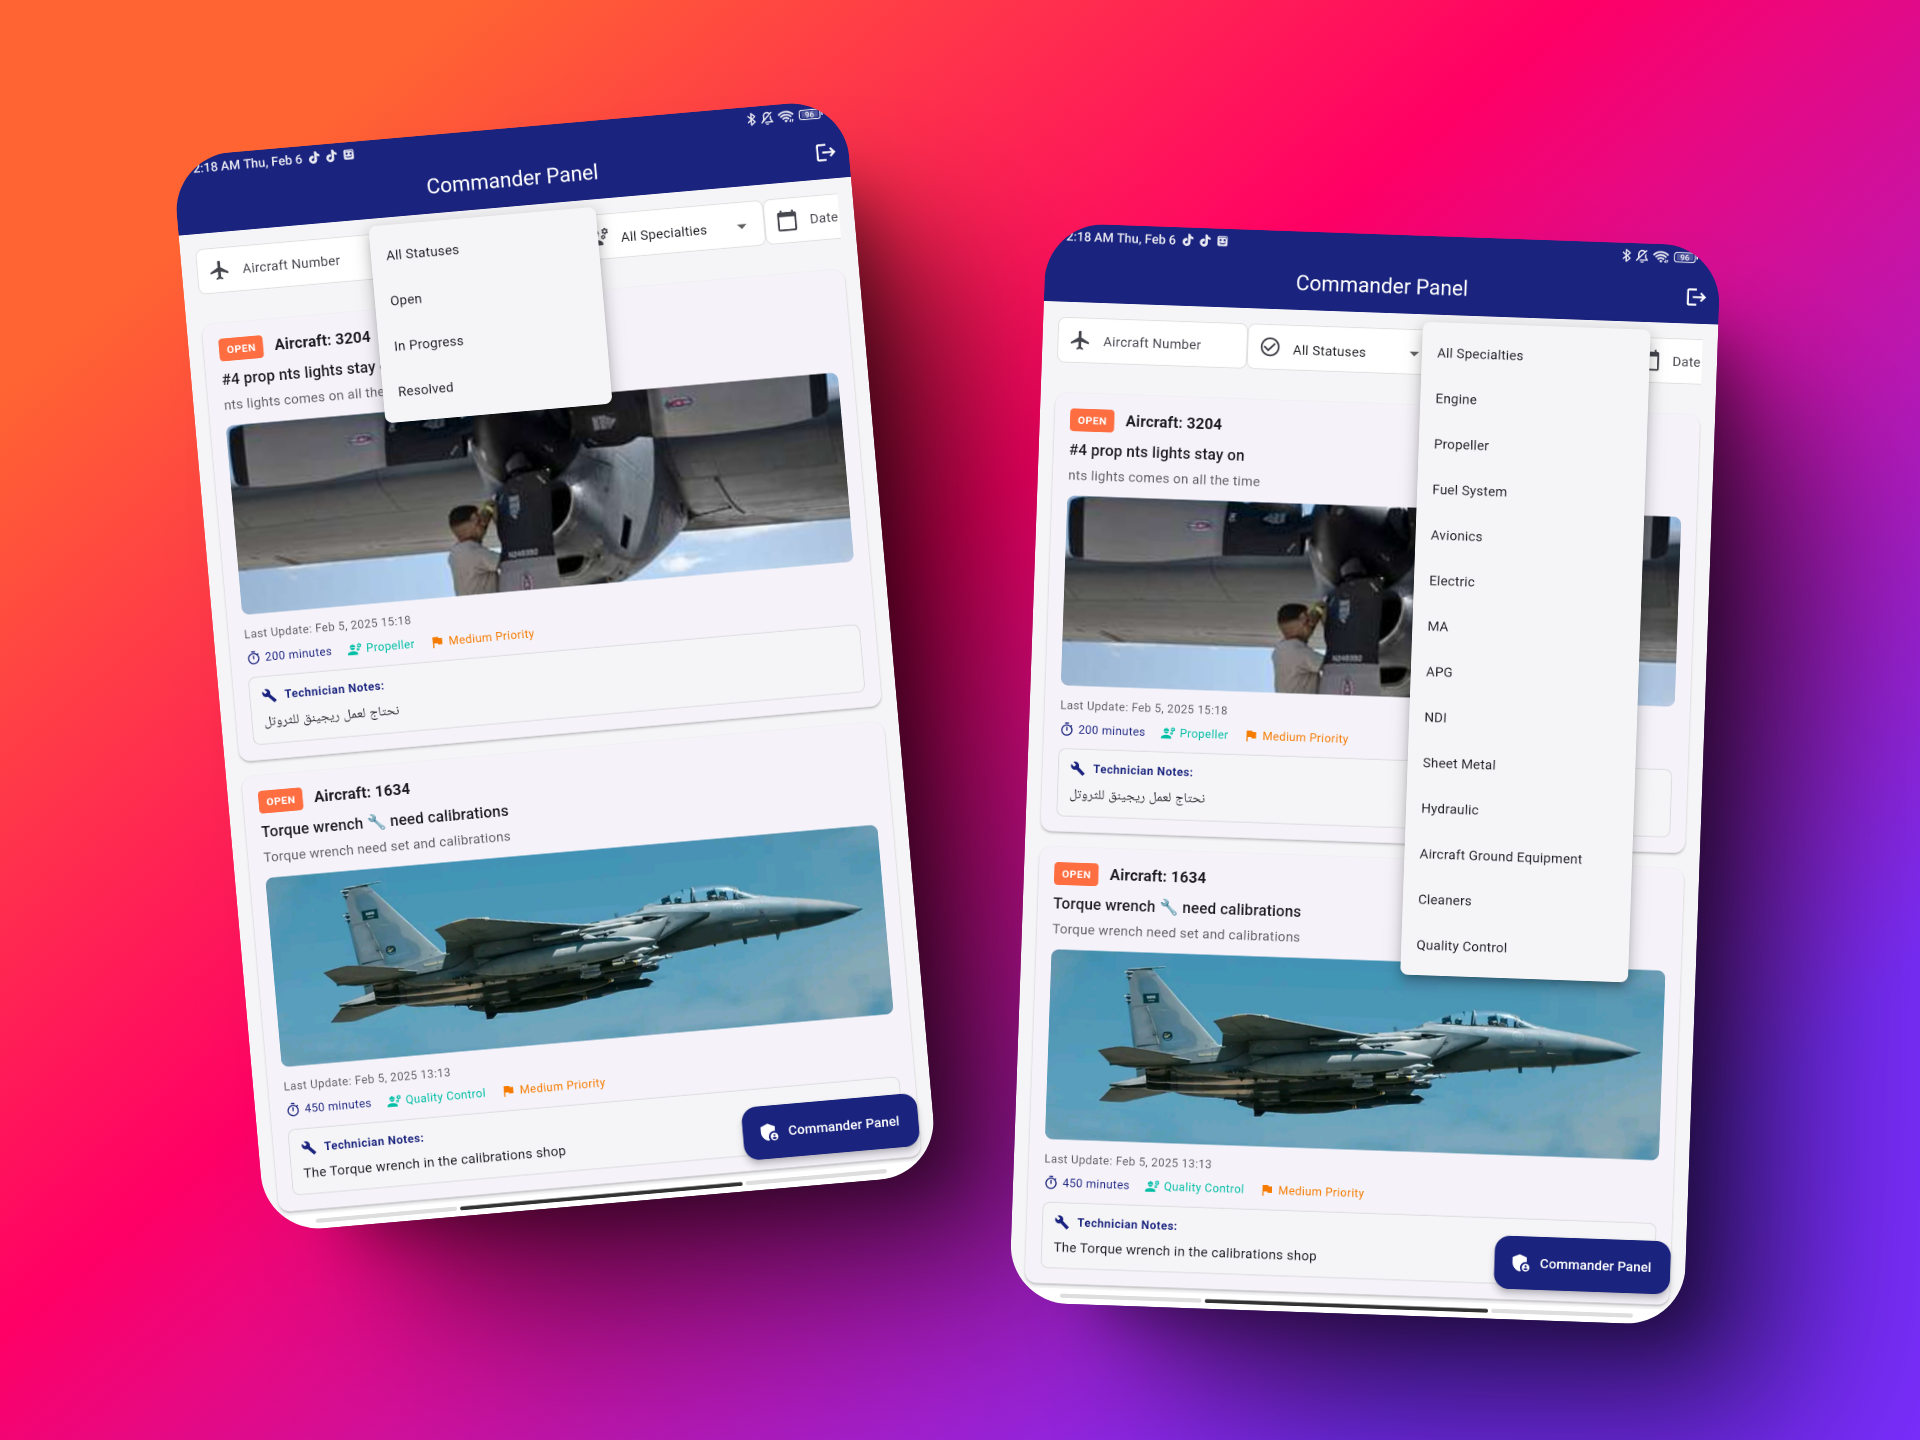 2:18 AM Thu, Feb 6
96
Commander Panel
Aircraft Number
All Specialties
Date
All Statuses
Open
In Progress
Resolved
OPEN Aircraft: 3204
#4 prop nts lights stay
nts lights comes on all the
N248992
Last Update: Feb 5, 2025 15:18
200 minutes Propeller Medium Priority
Technician Notes:
نحتاج لعمل ريجينق للثروتل
OPEN Aircraft: 1634
Torque wrench 🔧 need calibrations
Torque wrench need set and calibrations
Last Update: Feb 5, 2025 13:13
450 minutes Quality Control Medium Priority
Technician Notes:
The Torque wrench in the calibrations shop
Commander Panel
2:18 AM Thu, Feb 6
96
Commander Panel
Aircraft Number
All Statuses
Date
All Specialties
Engine
Propeller
Fuel System
Avionics
Electric
MA
APG
NDI
Sheet Metal
Hydraulic
Aircraft Ground Equipment
Cleaners
Quality Control
OPEN Aircraft: 3204
#4 prop nts lights stay on
nts lights comes on all the time
N248992
Last Update: Feb 5, 2025 15:18
200 minutes Propeller Medium Priority
Technician Notes:
نحتاج لعمل ريجينق للثروتل
OPEN Aircraft: 1634
Torque wrench 🔧 need calibrations
Torque wrench need set and calibrations
Last Update: Feb 5, 2025 13:13
450 minutes Quality Control Medium Priority
Technician Notes:
The Torque wrench in the calibrations shop
Commander Panel